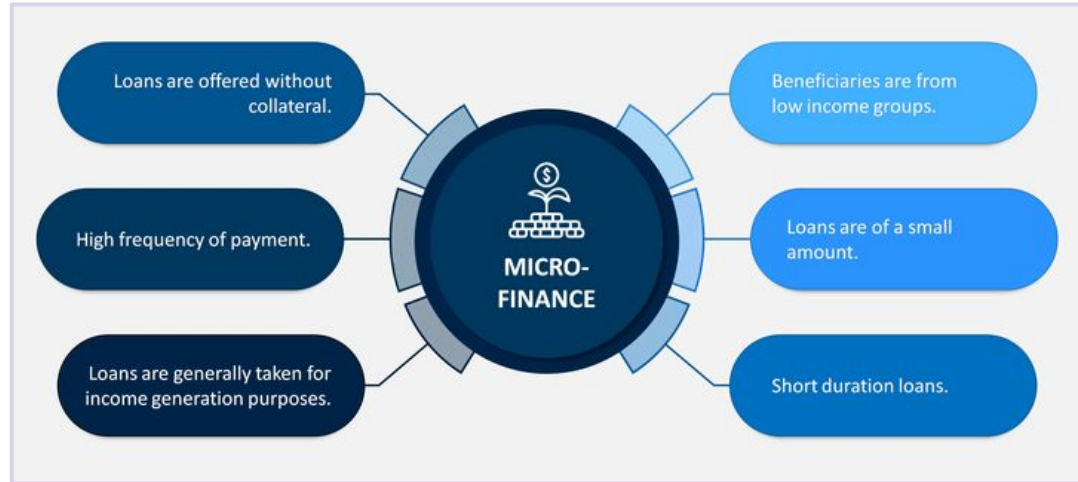 Loans are offered without
collateral.
High frequency of payment.
Loans are generally taken for
income generation purposes.
$
MICRO-
FINANCE
Beneficiaries are from
low income groups.
Loans are of a small
amount.
Short duration loans.